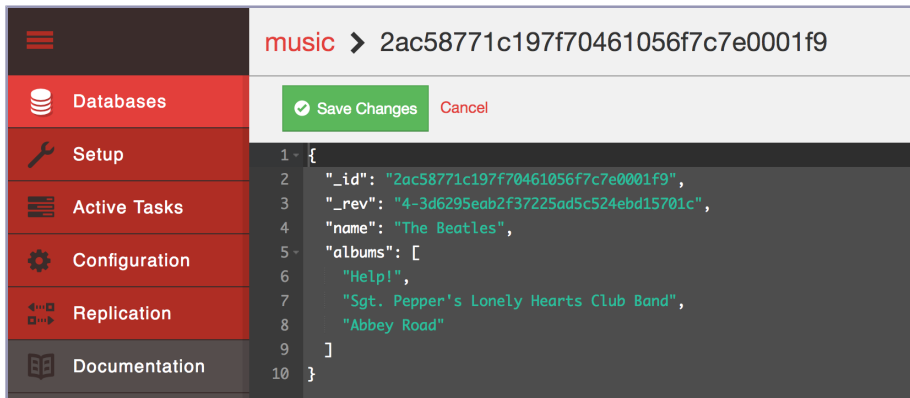 music > 2ac58771c197f70461056f7c7e0001f9
Databases
Setup
Active Tasks
Configuration
Replication
Documentation
Save Changes Cancel
1 {
2 "_id": "2ac58771c197f70461056f7c7e0001f9",
3 "_rev": "4-3d6295eab2f37225ad5c524ebd15701c",
4 "name": "The Beatles",
5 "albums": [
6 "Help!",
7 "Sgt. Pepper's Lonely Hearts Club Band",
8 "Abbey Road"
9 ]
10 }